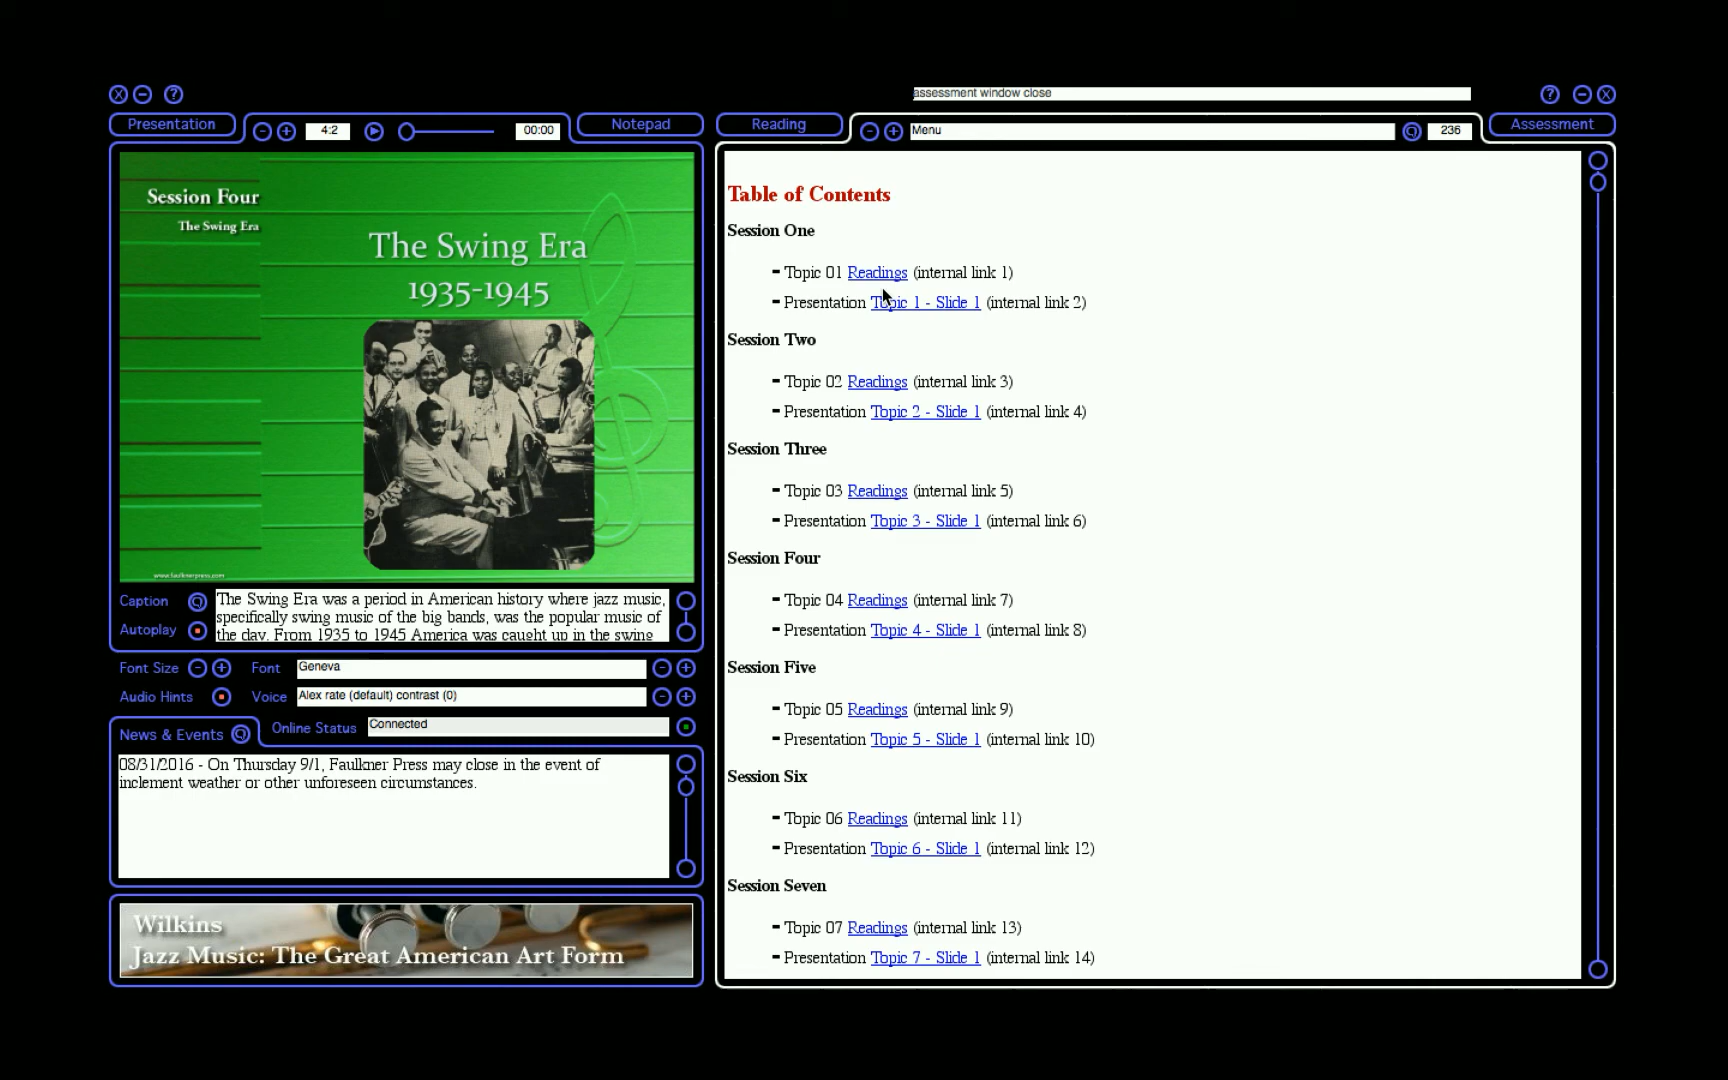 assessment window close
Presentation
4:2
00:00
Notepad
Reading
Menu
236
Assessment
Session Four
The Swing Era
The Swing Era
1935-1945
www.faulknerpress.com
Caption
The Swing Era was a period in American history where jazz music,
specifically swing music of the big bands, was the popular music of
the day. From 1935 to 1945 America was caught up in the swing
Autoplay
Font Size
Font
Geneva
Audio Hints
Voice
Alex rate (default) contrast (0)
News & Events
Online Status
Connected
08/31/2016 - On Thursday 9/1, Faulkner Press may close in the event of
inclement weather or other unforeseen circumstances.
Wilkins
Jazz Music: The Great American Art Form
Table of Contents
Session One
Topic 01 Readings (internal link 1)
Presentation Topic 1 - Slide 1 (internal link 2)
Session Two
Topic 02 Readings (internal link 3)
Presentation Topic 2 - Slide 1 (internal link 4)
Session Three
Topic 03 Readings (internal link 5)
Presentation Topic 3 - Slide 1 (internal link 6)
Session Four
Topic 04 Readings (internal link 7)
Presentation Topic 4 - Slide 1 (internal link 8)
Session Five
Topic 05 Readings (internal link 9)
Presentation Topic 5 - Slide 1 (internal link 10)
Session Six
Topic 06 Readings (internal link 11)
Presentation Topic 6 - Slide 1 (internal link 12)
Session Seven
Topic 07 Readings (internal link 13)
Presentation Topic 7 - Slide 1 (internal link 14)